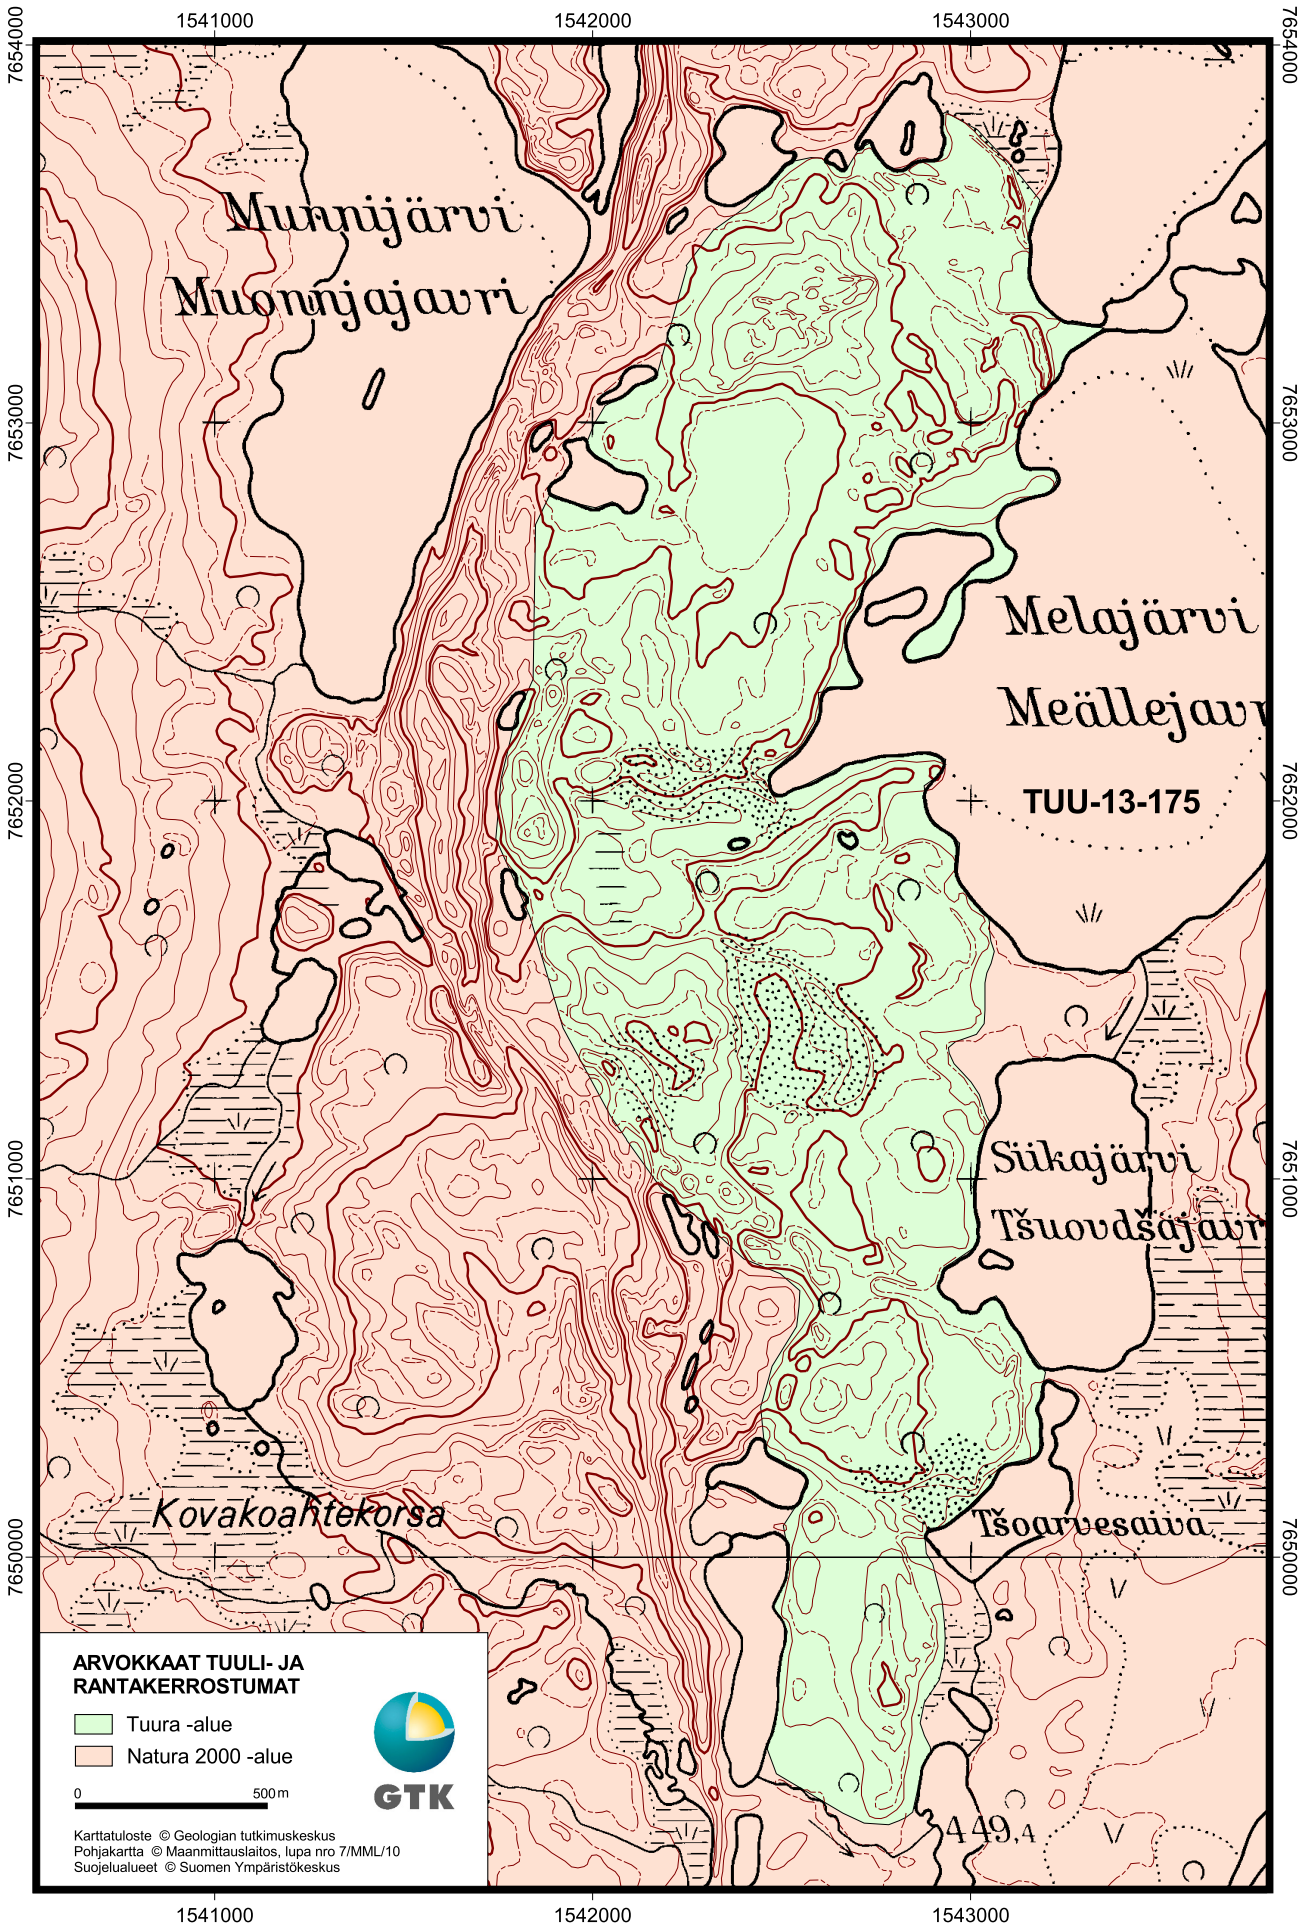 1541000 1542000 1543000
7654000 7654000
Munnijärvi
Muonnjajavri
7653000 7653000
Melajärvi
Meällejavr
7652000 7652000
TUU-13-175
7651000 7651000
Siikajärvi
Tšuovdšajavr
Kovakoahtekorsa
Tšoarvesaiva
7650000 7650000
449,4
ARVOKKAAT TUULI- JA
RANTAKERROSTUMAT
Tuura -alue
Natura 2000 -alue
0 500 m
GTK
Karttatuloste © Geologian tutkimuskeskus
Pohjakartta © Maanmittauslaitos, lupa nro 7/MML/10
Suojelualueet © Suomen Ympäristökeskus
1541000 1542000 1543000